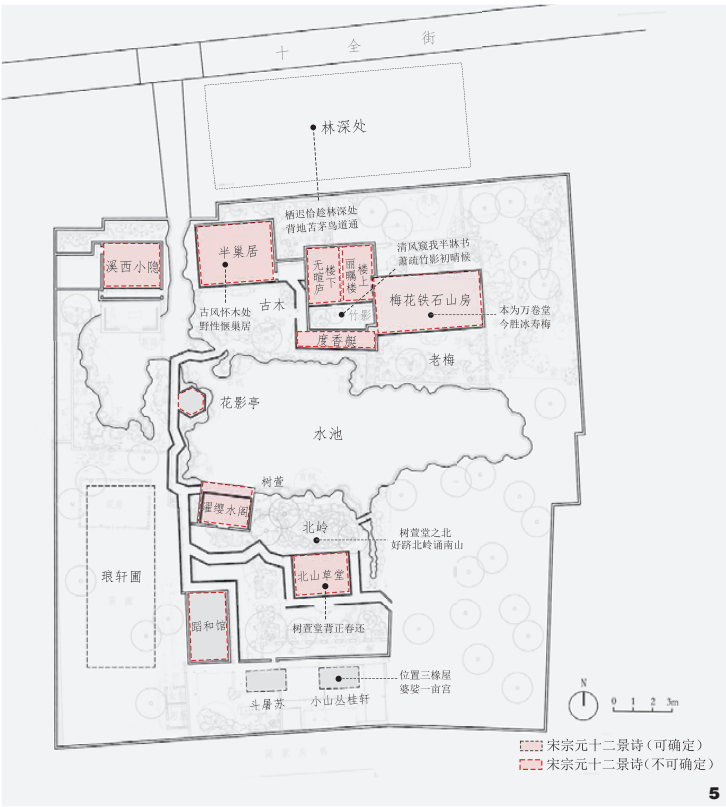 十全街
林深处
栖迟恰趁林深处
背地苦茅鸟道通
清风窥我半牀书
萧疏竹影初晴候
溪西小隐
半巢居
无暄庐
楼下
丽瞩楼
楼上
梅花铁石山房
古风怀木处
野性惬巢居
古木
竹影
本为万卷堂
今胜冰寿梅
度香艇
老梅
花影亭
水池
树萱
濯缨水阁
北岭
树萱堂之北
好跻北岭诵南山
琅轩圃
北山草堂
蹈和馆
树萱堂背正春还
位置三椽屋
婆娑一亩宫
斗屠苏
小山丛桂轩
N
0 1 2 3m
宋宗元十二景诗(可确定)
宋宗元十二景诗(不可确定)
5